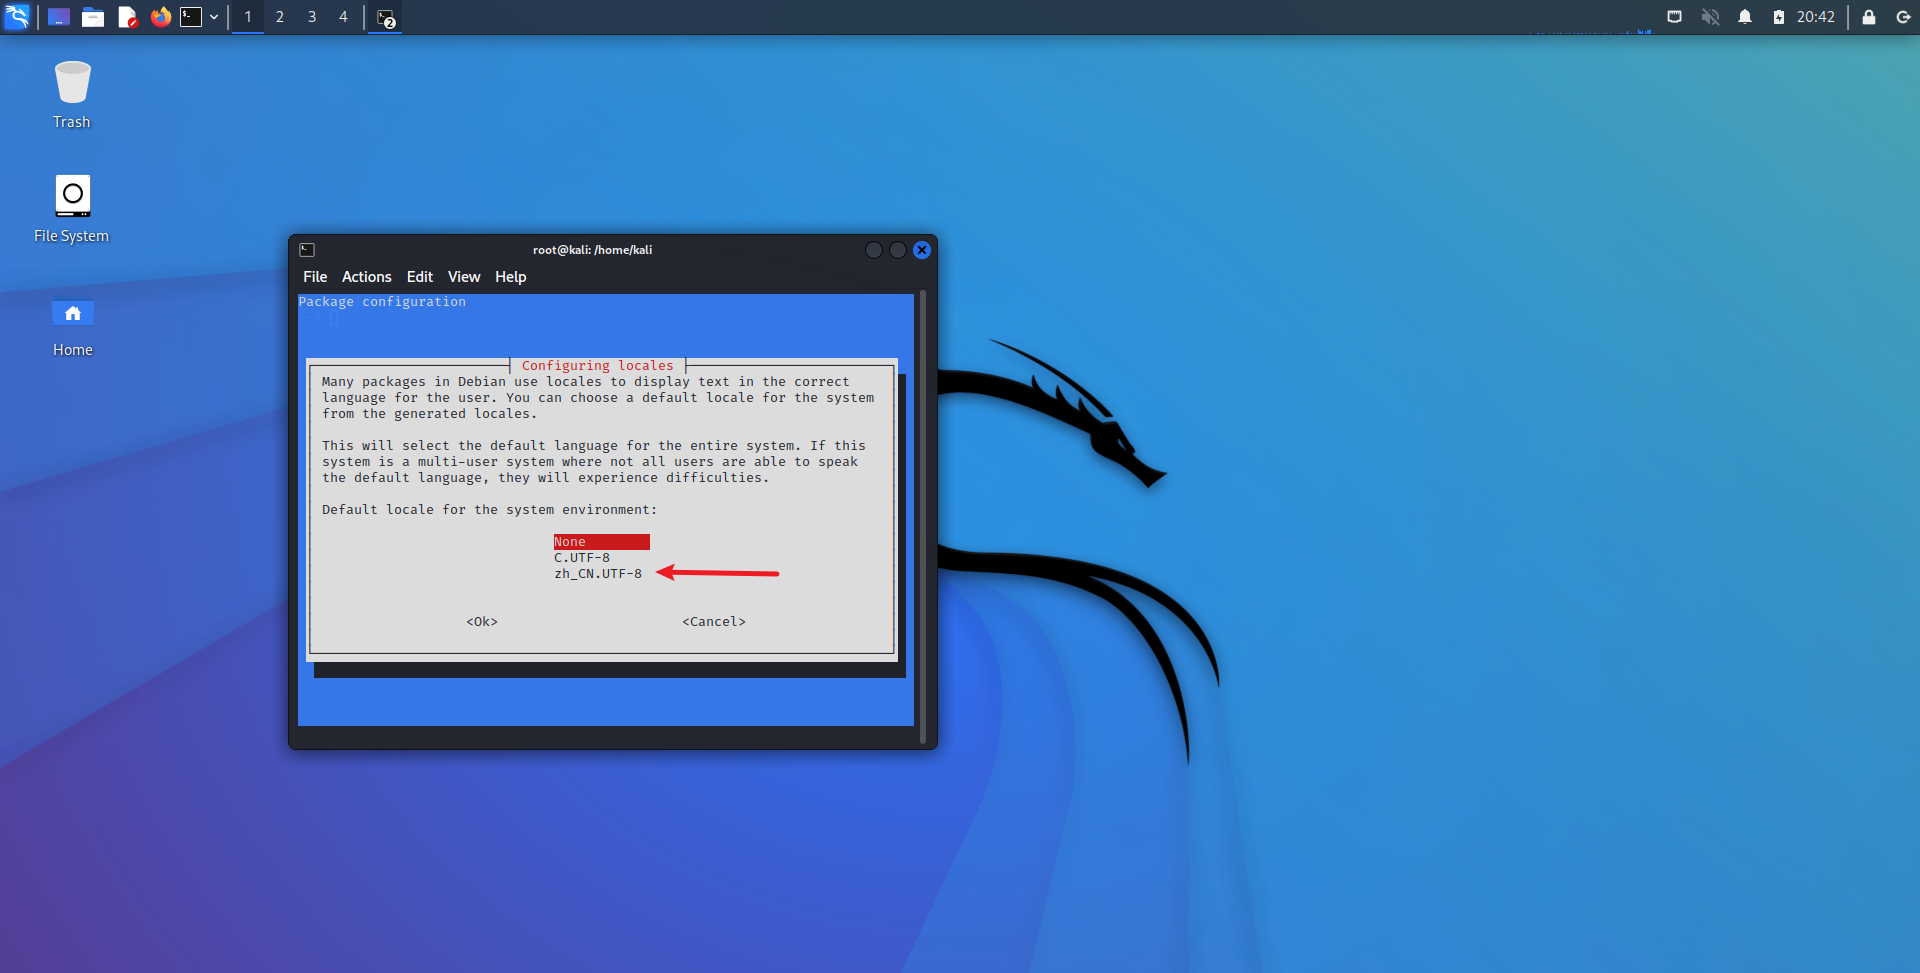 1 2 3 4
2
20:42
Trash
File System
Home
root@kali: /home/kali
File Actions Edit View Help
Package configuration
Configuring locales
Many packages in Debian use locales to display text in the correct
language for the user. You can choose a default locale for the system
from the generated locales.
This will select the default language for the entire system. If this
system is a multi-user system where not all users are able to speak
the default language, they will experience difficulties.
Default locale for the system environment:
None
C.UTF-8
zh_CN.UTF-8
<Ok> <Cancel>